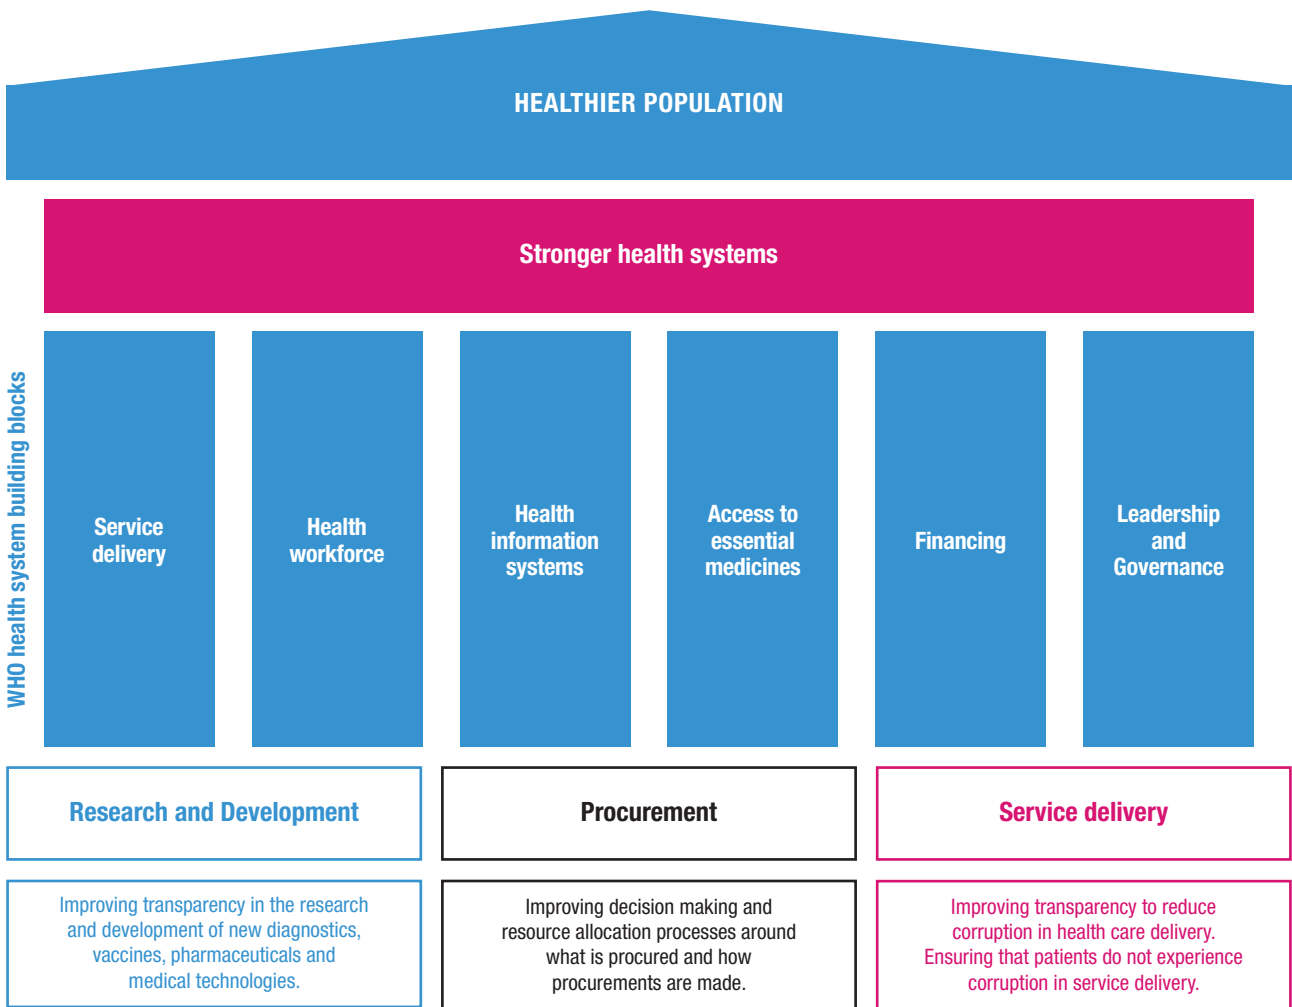 HEALTHIER POPULATION
Stronger health systems
WHO health system building blocks
Service
delivery
Health
workforce
Health
information
systems
Access to
essential
medicines
Financing
Leadership
and
Governance
Research and Development
Procurement
Service delivery
Improving transparency in the research
and development of new diagnostics,
vaccines, pharmaceuticals and
medical technologies.
Improving decision making and
resource allocation processes around
what is procured and how
procurements are made.
Improving transparency to reduce
corruption in health care delivery.
Ensuring that patients do not experience
corruption in service delivery.